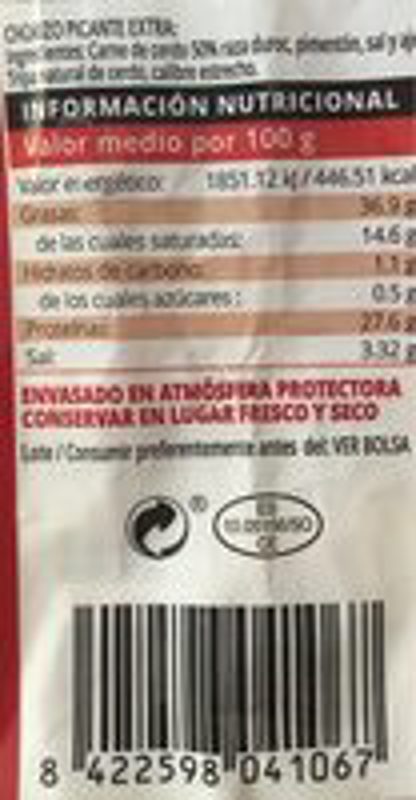 CHORIZO PICANTE EXTRA:
Ingredientes: Carne de cerdo 50% raza duroc, pimentón, sal y aj
Tripa natural de cerdo, calibre estrecho.
INFORMACIÓN NUTRICIONAL
Valor medio por 100 g
Valor energético: 1851.12 kj / 446.51 kcal
Grasas: 36.9 g
de las cuales saturadas: 14.6 g
Hidratos de carbono: 1.1 g
de los cuales azúcares: 0.5 g
Proteínas: 27.6 g
Sal: 3.32 g
ENVASADO EN ATMÓSFERA PROTECTORA
CONSERVAR EN LUGAR FRESCO Y SECO
Lote / Consumir preferentemente antes del: VER BOLSA
®
ES
CE
8 422598 041067